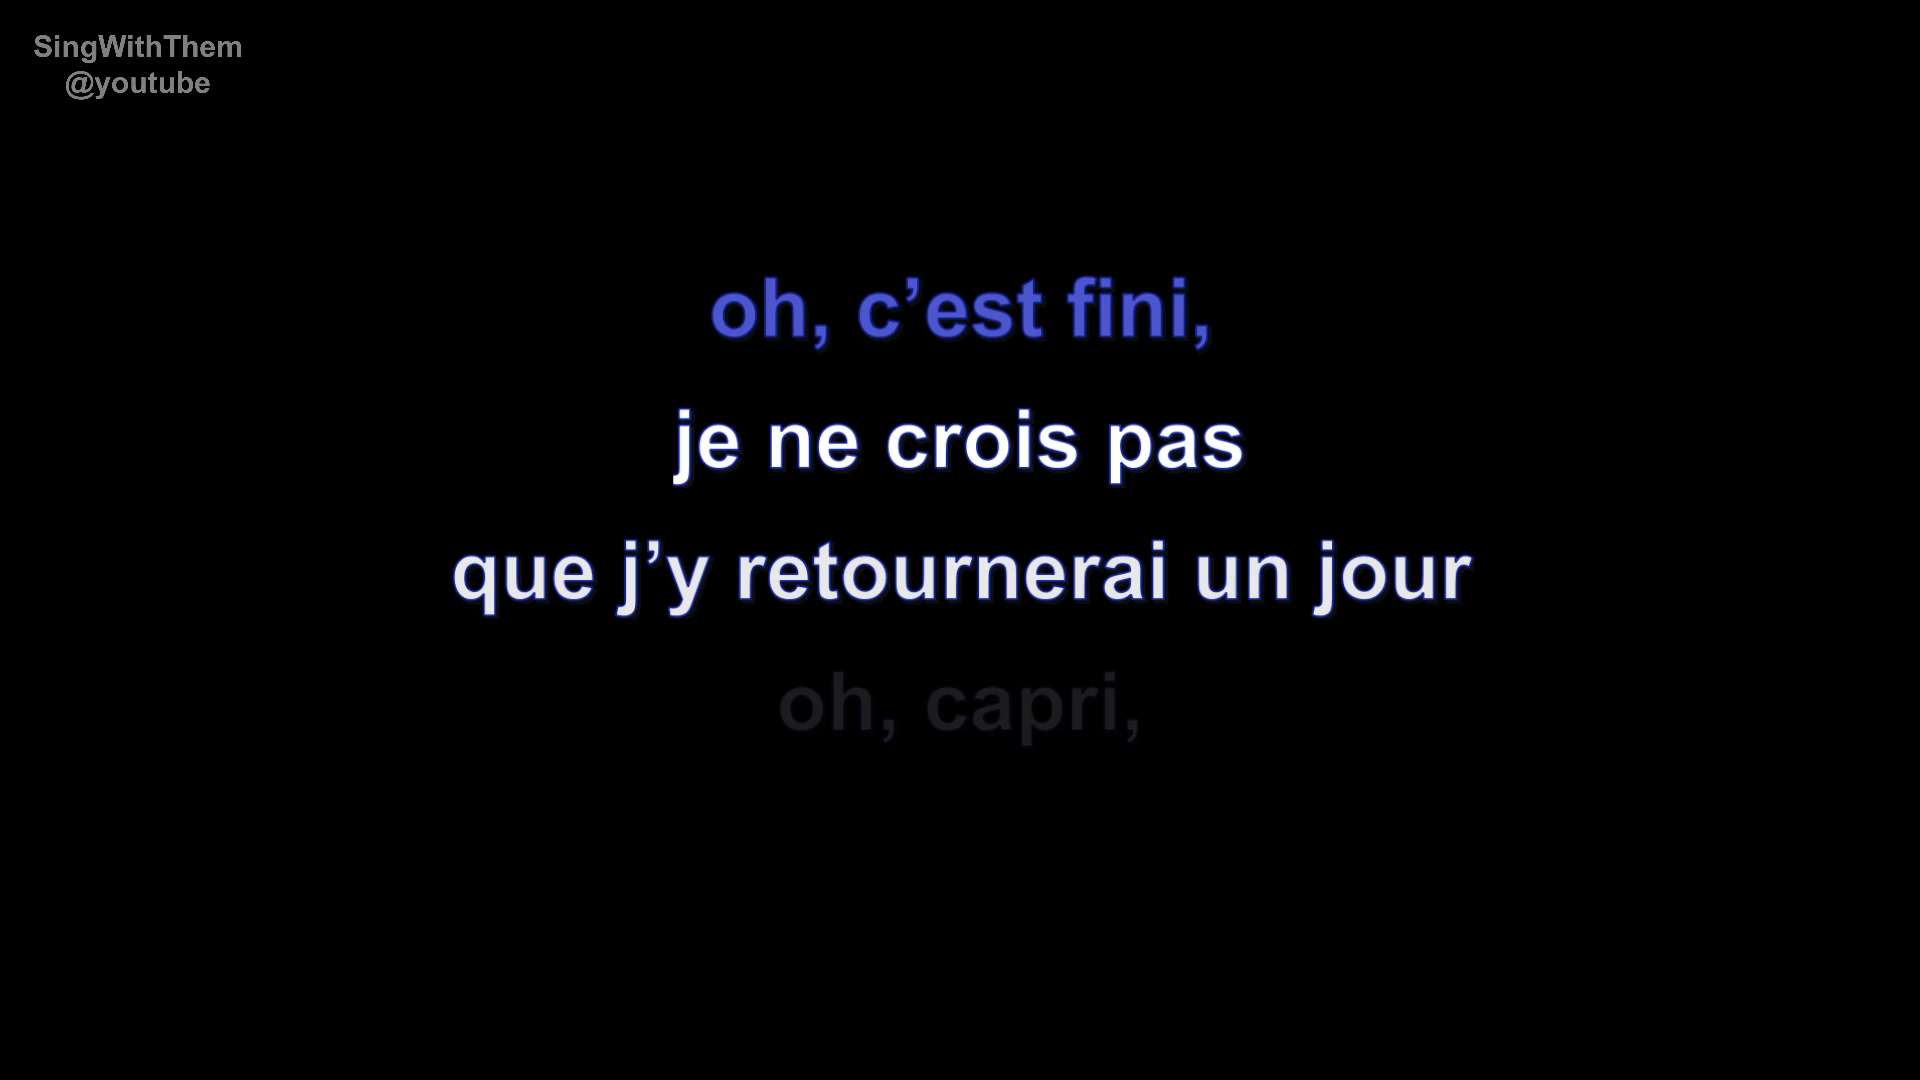 SingWithThem
@youtube
oh, c’est fini,
je ne crois pas
que j’y retournerai un jour
oh, capri,